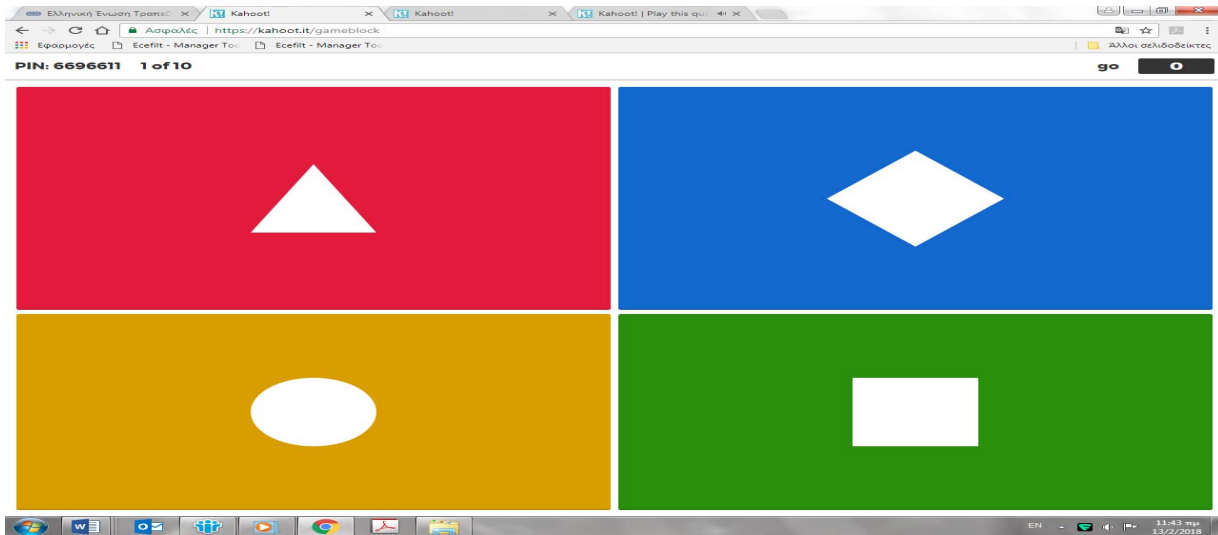 Ελληνική Ένωση Τραπεζ
Kahoot!
Kahoot!
Kahoot! | Play this qui
Ασφαλές | https://kahoot.it/gameblock
Εφαρμογές
Ecefilt - Manager Too
Ecefilt - Manager Too
Άλλοι σελιδοδείκτες
PIN: 6696611 1 of 10
go 0
EN
11:43 πμ
13/2/2018